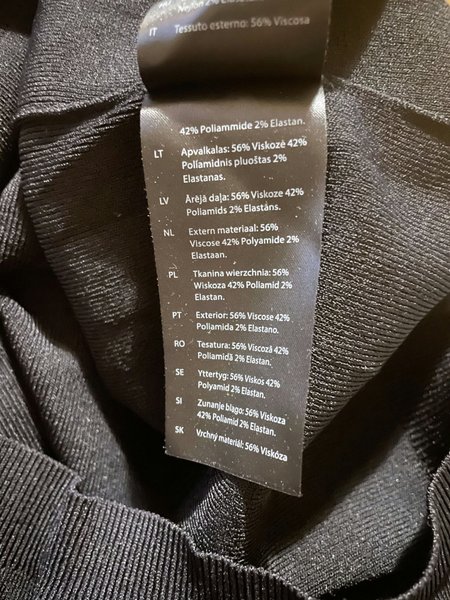 Nylon 2% Elastane
IT Tessuto esterno: 56% Viscosa
42% Poliammide 2% Elastan.
LT Apvalkalas: 56% Viskozė 42%
Poliamidnis pluoštas 2%
Elastanas.
LV Ārējā daļa: 56% Viskoze 42%
Poliamids 2% Elastāns.
NL Extern materiaal: 56%
Viscose 42% Polyamide 2%
Elastaan.
PL Tkanina wierzchnia: 56%
Wiskoza 42% Poliamid 2%
Elastan.
PT Exterior: 56% Viscose 42%
Poliamida 2% Elastano.
RO Tesatura: 56% Viscoză 42%
Poliamidă 2% Elastan.
SE Yttertyg: 56% Viskos 42%
Polyamid 2% Elastan.
SI Zunanje blago: 56% Viskoza
42% Poliamid 2% Elastan.
SK Vrchný materiál: 56% Viskóza